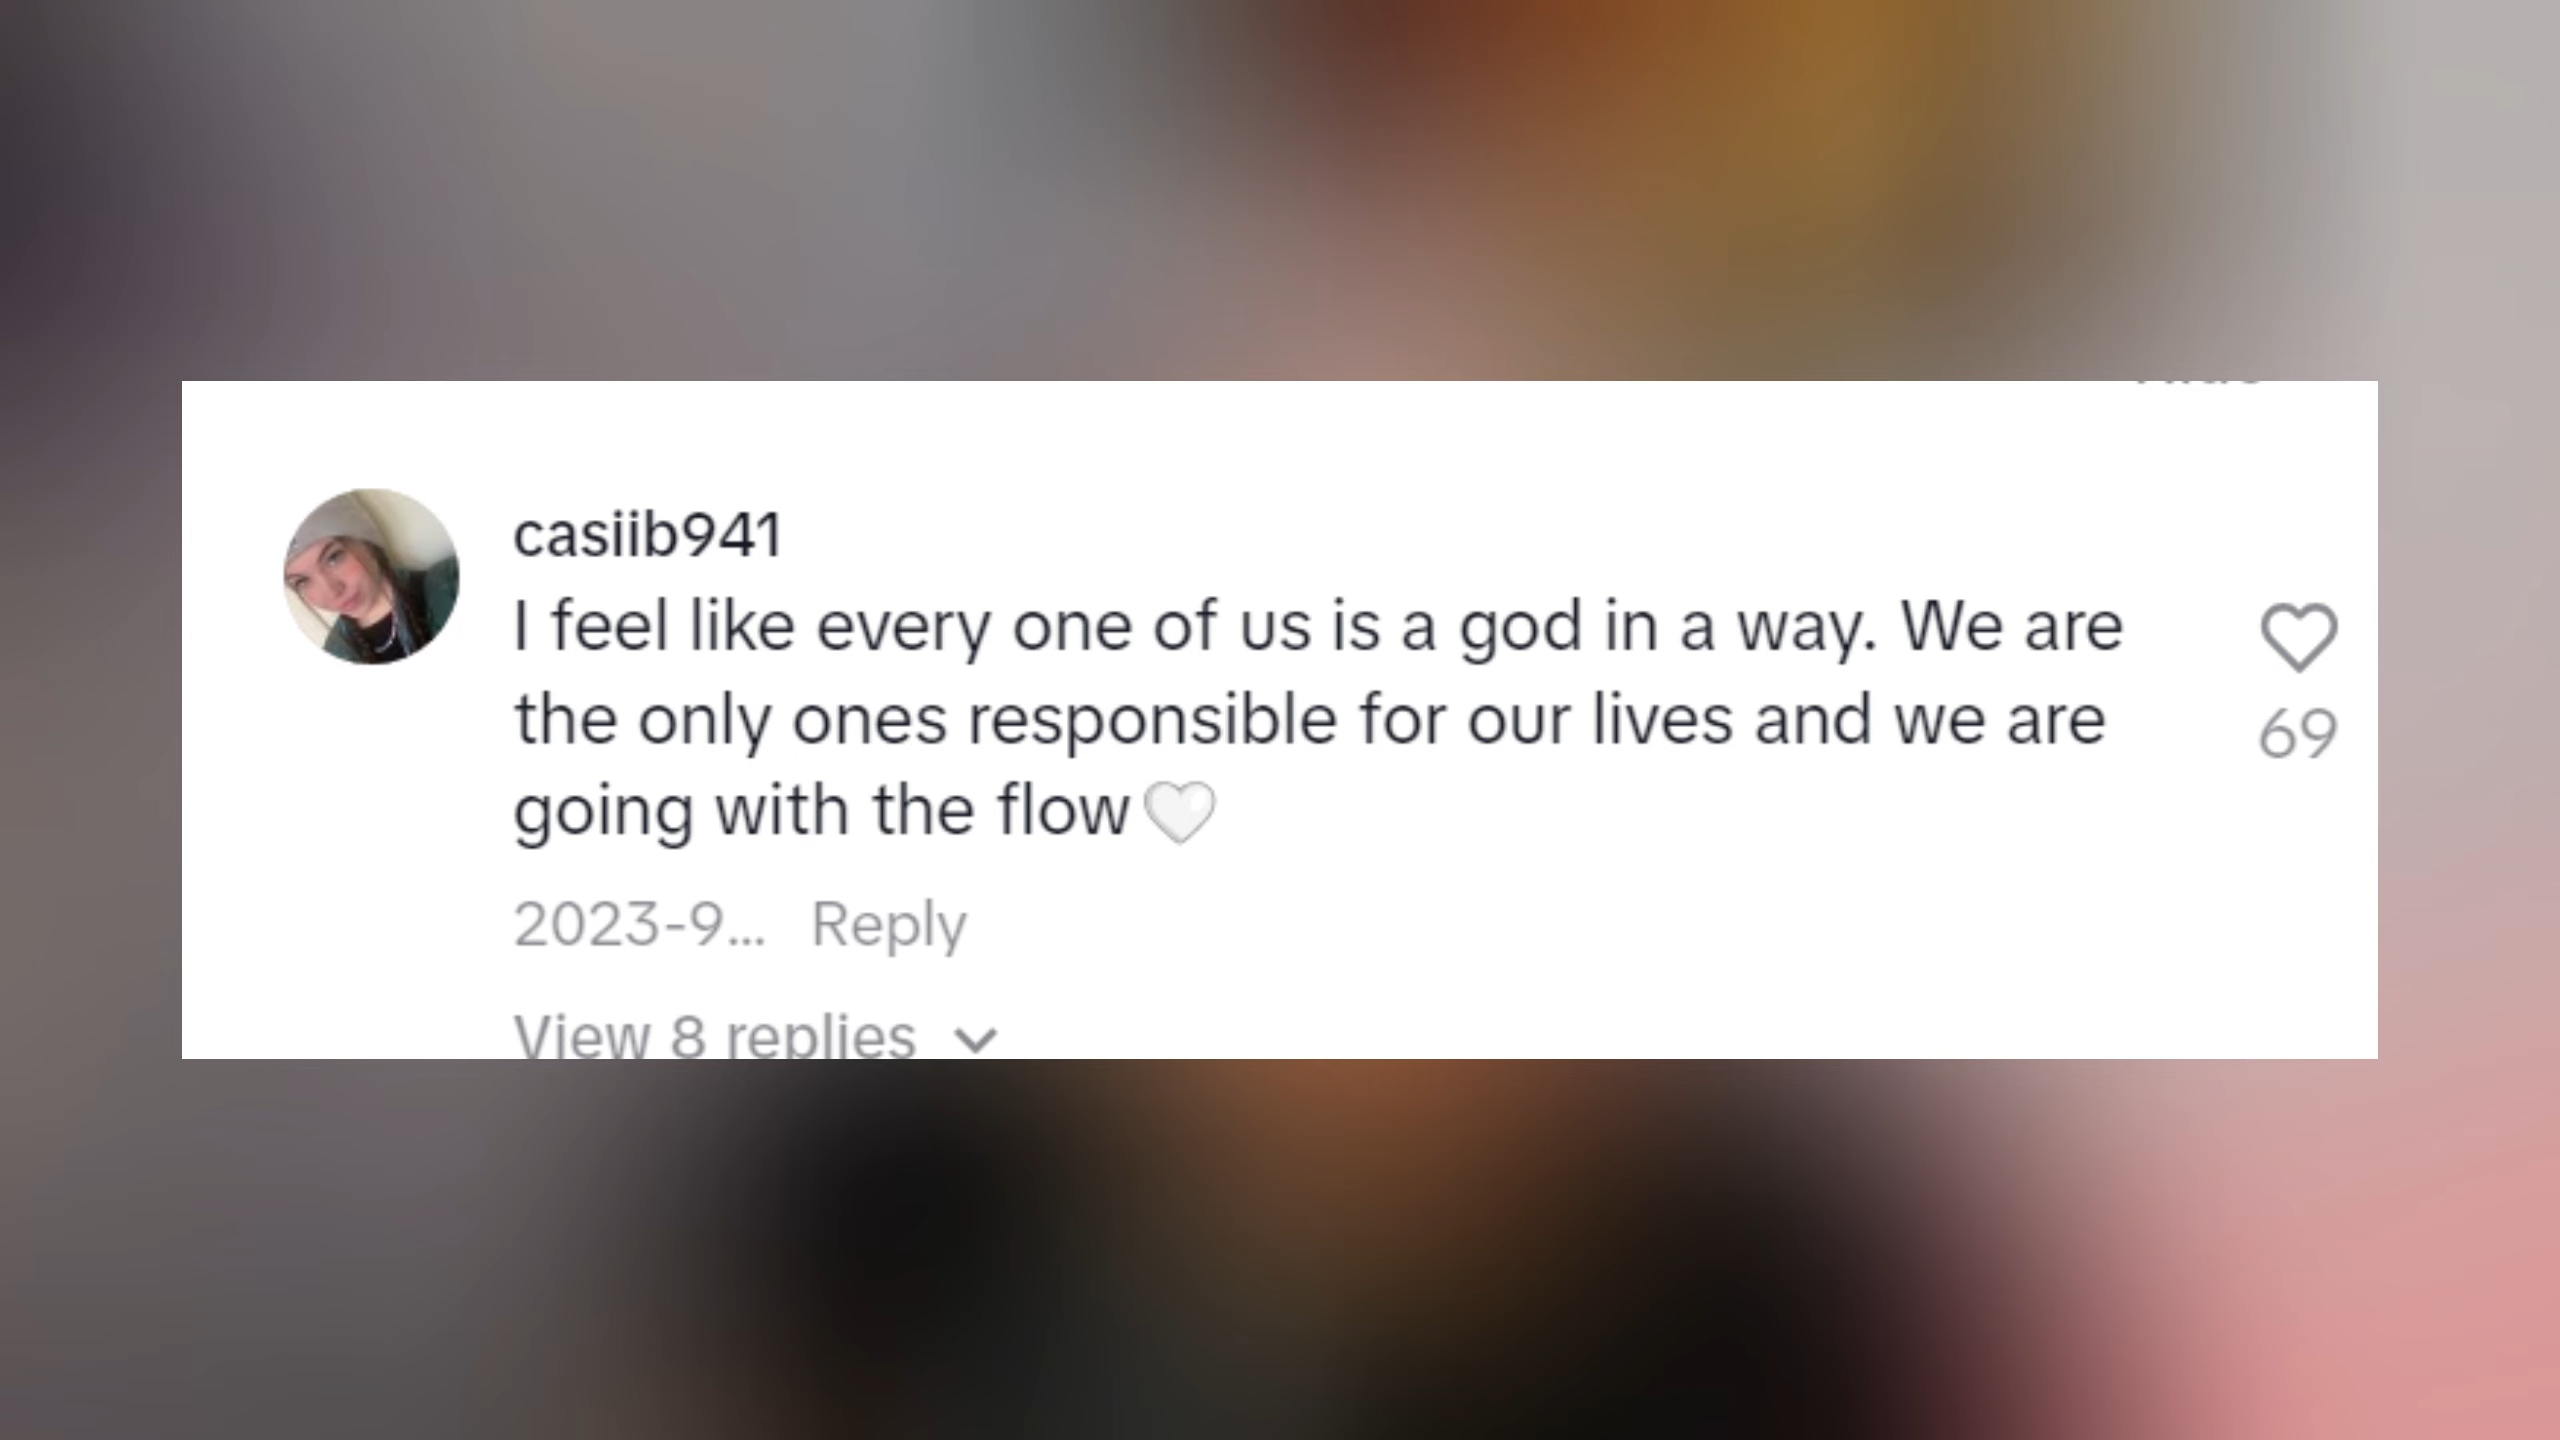 casiib941
I feel like every one of us is a god in a way. We are
the only ones responsible for our lives and we are
going with the flow🤍
69
2023-9... Reply
View 8 replies